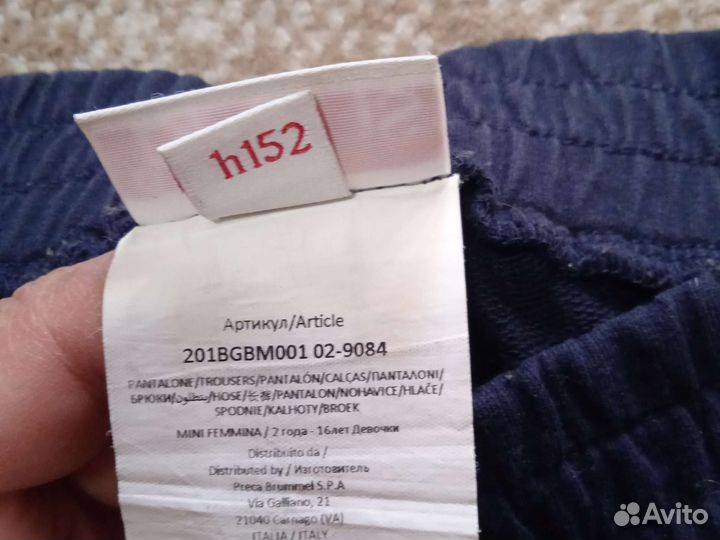 h152
Артикул/Article
201BGBM001 02-9084
PANTALONE/TROUSERS/PANTALÓN/CALÇAS/ΠΑΝΤΑΛΟΝΙ/
БРЮКИ/بنطلون/HOSE/长裤/PANTALON/NOHAVICE/HLAČE/
SPODNIE/KALHOTY/BROEK
MINI FEMMINA / 2 года - 16лет Девочки
Distribuito da /
Distributed by / Изготовитель
Preca Brummel S.P.A
Via Galliano, 21
21040 Carnago (VA)
ITALIA / ITALY
Avito